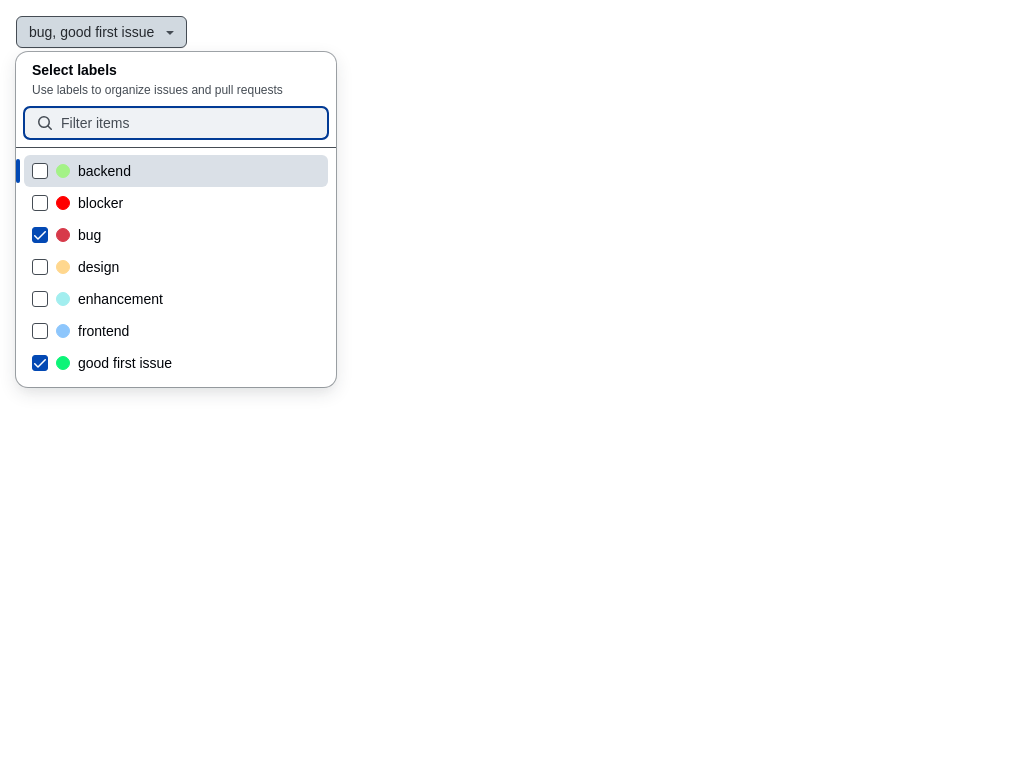 bug, good first issue
Select labels
Use labels to organize issues and pull requests
Filter items
backend
blocker
bug
design
enhancement
frontend
good first issue